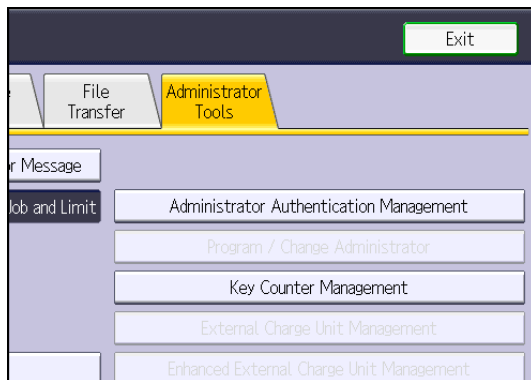 Exit
File
Transfer
Administrator
Tools
r Message
Job and Limit
Administrator Authentication Management
Program / Change Administrator
Key Counter Management
External Charge Unit Management
Enhanced External Charge Unit Management